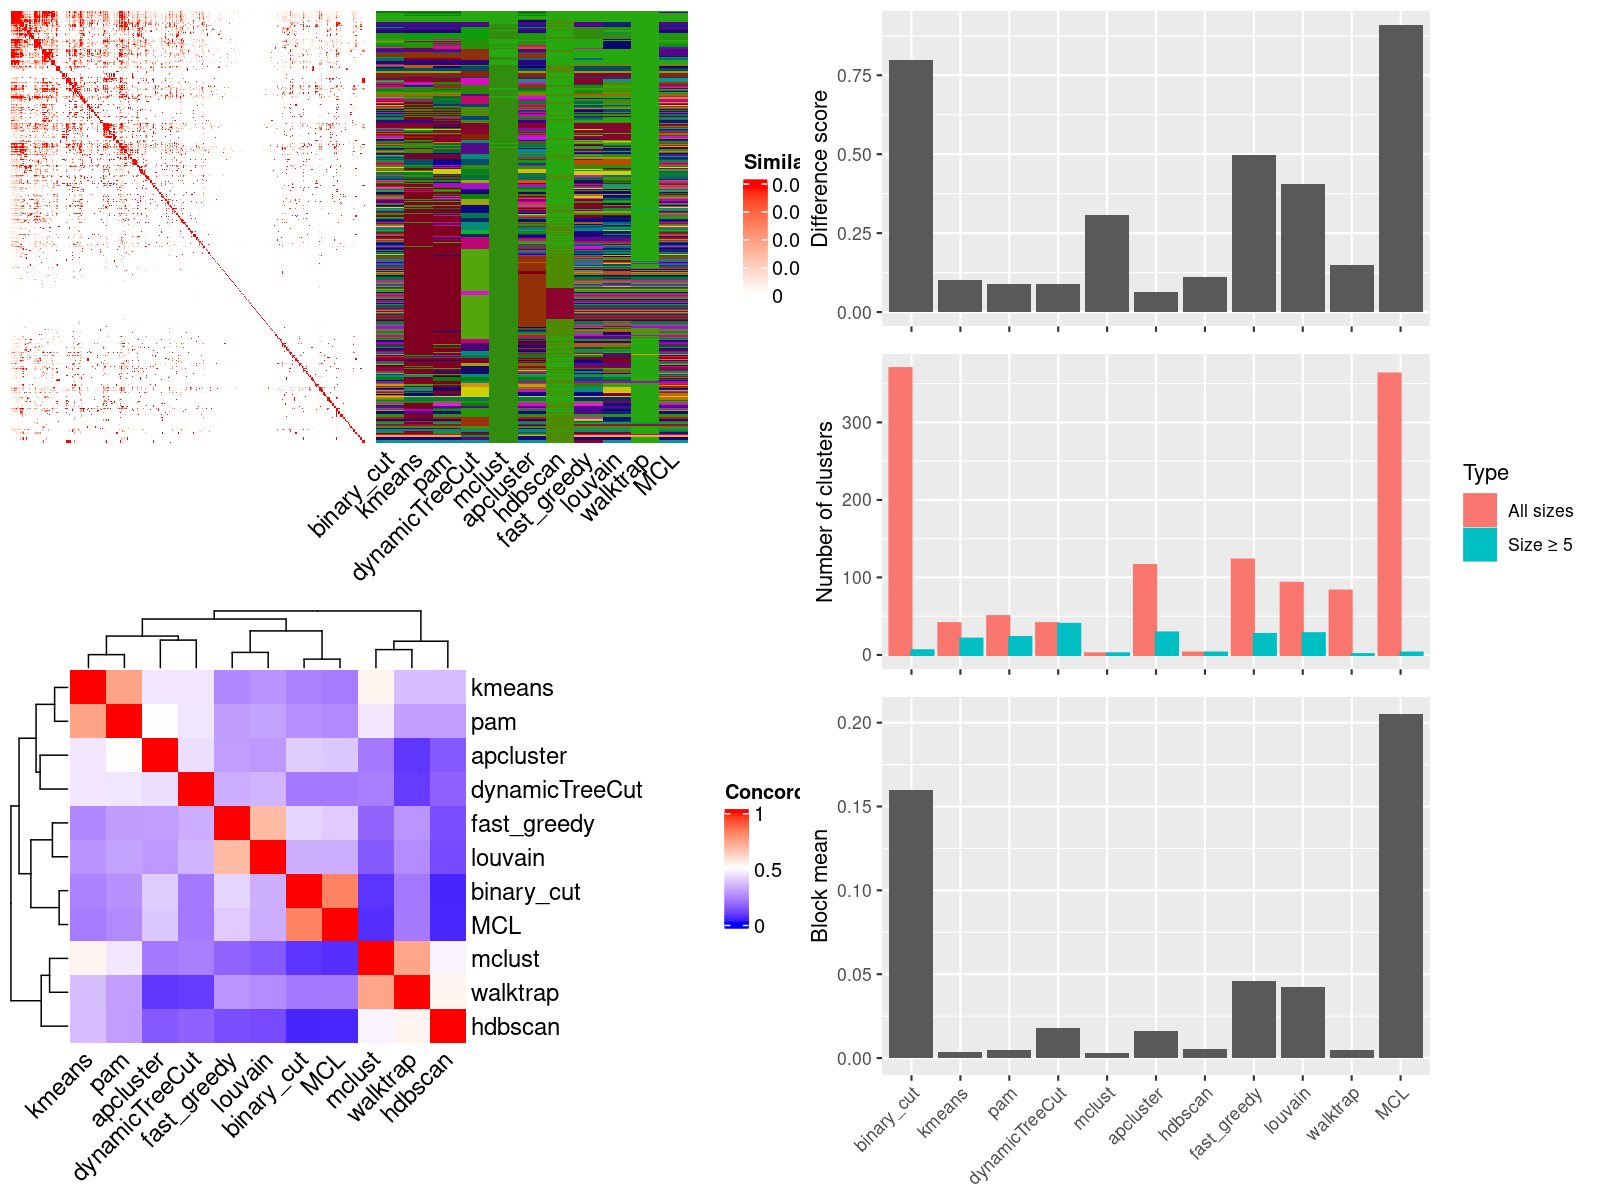 Simila
0.0
0.0
0.0
0.0
0
binary_cut
kmeans
pam
dynamicTreeCut
mclust
apcluster
hdbscan
fast_greedy
louvain
walktrap
MCL
kmeans
pam
apcluster
dynamicTreeCut
fast_greedy
louvain
binary_cut
MCL
mclust
walktrap
hdbscan
kmeans
pam
apcluster
dynamicTreeCut
fast_greedy
louvain
binary_cut
MCL
mclust
walktrap
hdbscan
Concord
1
0.5
0
Difference score
0.75
0.50
0.25
0.00
Number of clusters
300
200
100
0
Type
All sizes
Size ≥ 5
Block mean
0.20
0.15
0.10
0.05
0.00
binary_cut
kmeans
pam
dynamicTreeCut
mclust
apcluster
hdbscan
fast_greedy
louvain
walktrap
MCL